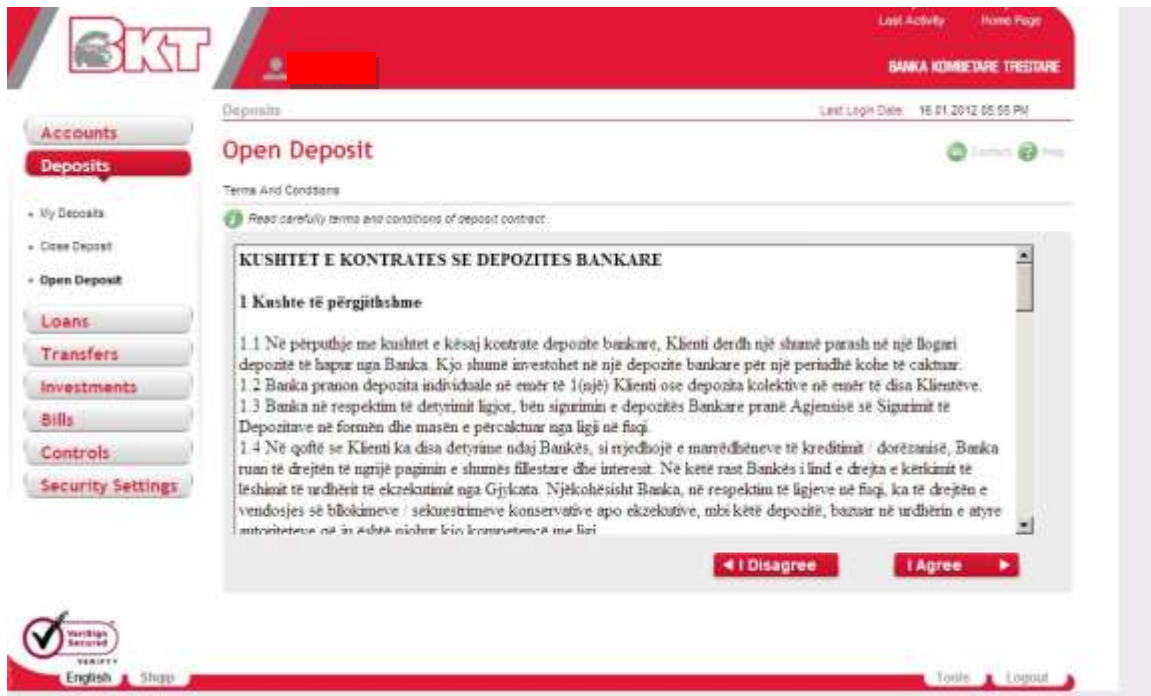 Last Activity Home Page
BKT
BANKA KOMBETARE TREGTARE
Deposits Last Login Date: 16.01.2012 05:55 PM
Accounts
Deposits
My Deposits
Close Deposit
Open Deposit
Loans
Transfers
Investments
Bills
Controls
Security Settings
Open Deposit
Contact Help
Terms And Conditions
Read carefully terms and conditions of deposit contract
KUSHTET E KONTRATES SE DEPOZITES BANKARE
1 Kushte të përgjithshme
1.1 Në përputhje me kushtet e kësaj kontrate depozite bankare, Klienti derdh një shumë parash në një llogari
depozitë të hapur nga Banka. Kjo shumë investohet në një depozite bankare për një periudhë kohe të caktuar.
1.2 Banka pranon depozita individuale në emër të 1(një) Klienti ose depozita kolektive në emër të disa Klientëve.
1.3 Banka në respektim të detyrimit ligjor, bën sigurimin e depozitës Bankare pranë Agjensisë së Sigurimit të
Depozitave në formën dhe masën e përcaktuar nga ligji në fuqi.
1.4 Në qoftë se Klienti ka disa detyrime ndaj Bankës, si rrjedhojë e marrëdhëneve të kreditimit / dorëzanisë, Banka
ruan të drejtën të ngrijë pagimin e shumës fillestare dhe interesit. Në këtë rast Bankës i lind e drejta e kërkimit të
lëshimit të urdhërit të ekzekutimit nga Gjykata. Njëkohësisht Banka, në respektim të ligjeve në fuqi, ka të drejtën e
vendosjes së bllokimeve / sekuestrimeve konservative apo ekzekutive, mbi këtë depozitë, bazuar në urdhërin e atyre
autoriteteve që ju është njohur kjo kompetencë me ligj
I Disagree I Agree
VeriSign
Secured
VERIFY
English Shqip Tools Logout